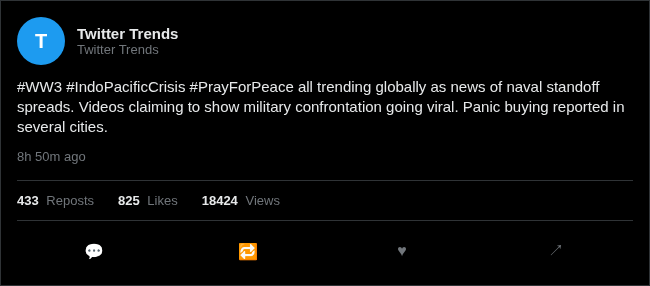 T
Twitter Trends
Twitter Trends
#WW3 #IndoPacificCrisis #PrayForPeace all trending globally as news of naval standoff
spreads. Videos claiming to show military confrontation going viral. Panic buying reported in
several cities.
8h 50m ago
433 Reposts 825 Likes 18424 Views